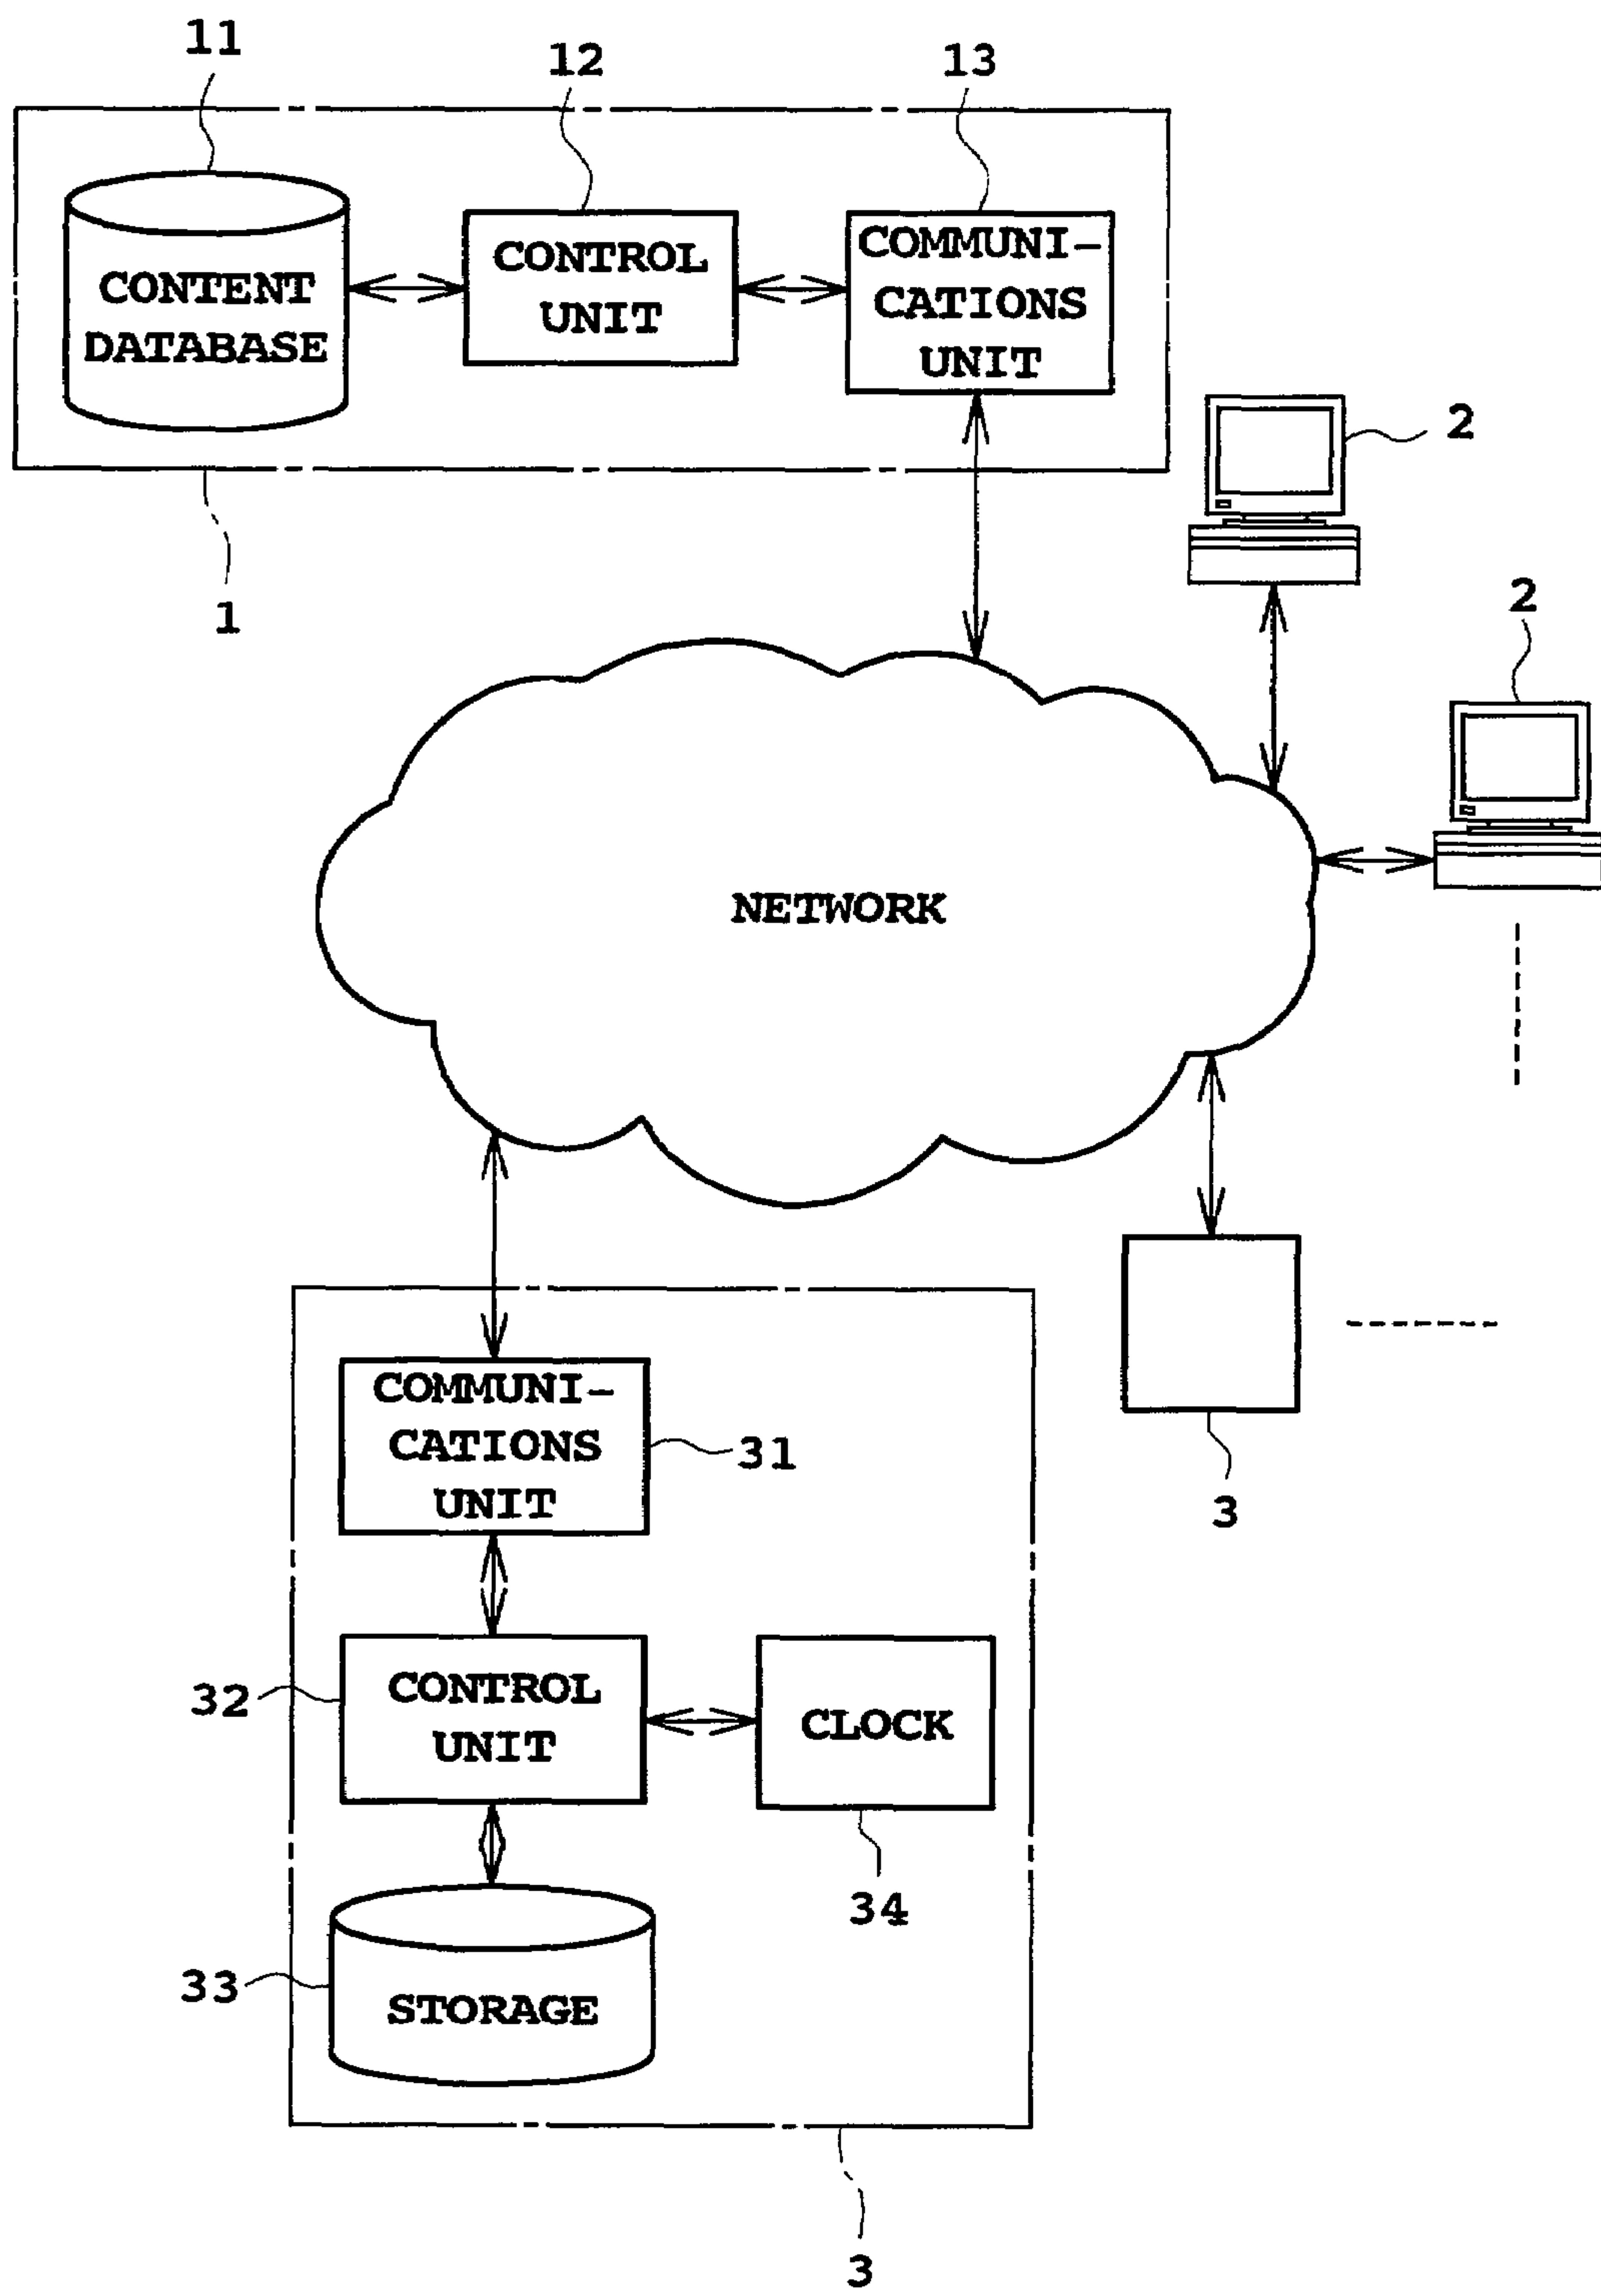 11
12
13
CONTENT
DATABASE
CONTROL
UNIT
COMMUNI-
CATIONS
UNIT
1
2
2
NETWORK
COMMUNI-
CATIONS
UNIT
31
3
32
CONTROL
UNIT
CLOCK
34
33
STORAGE
3